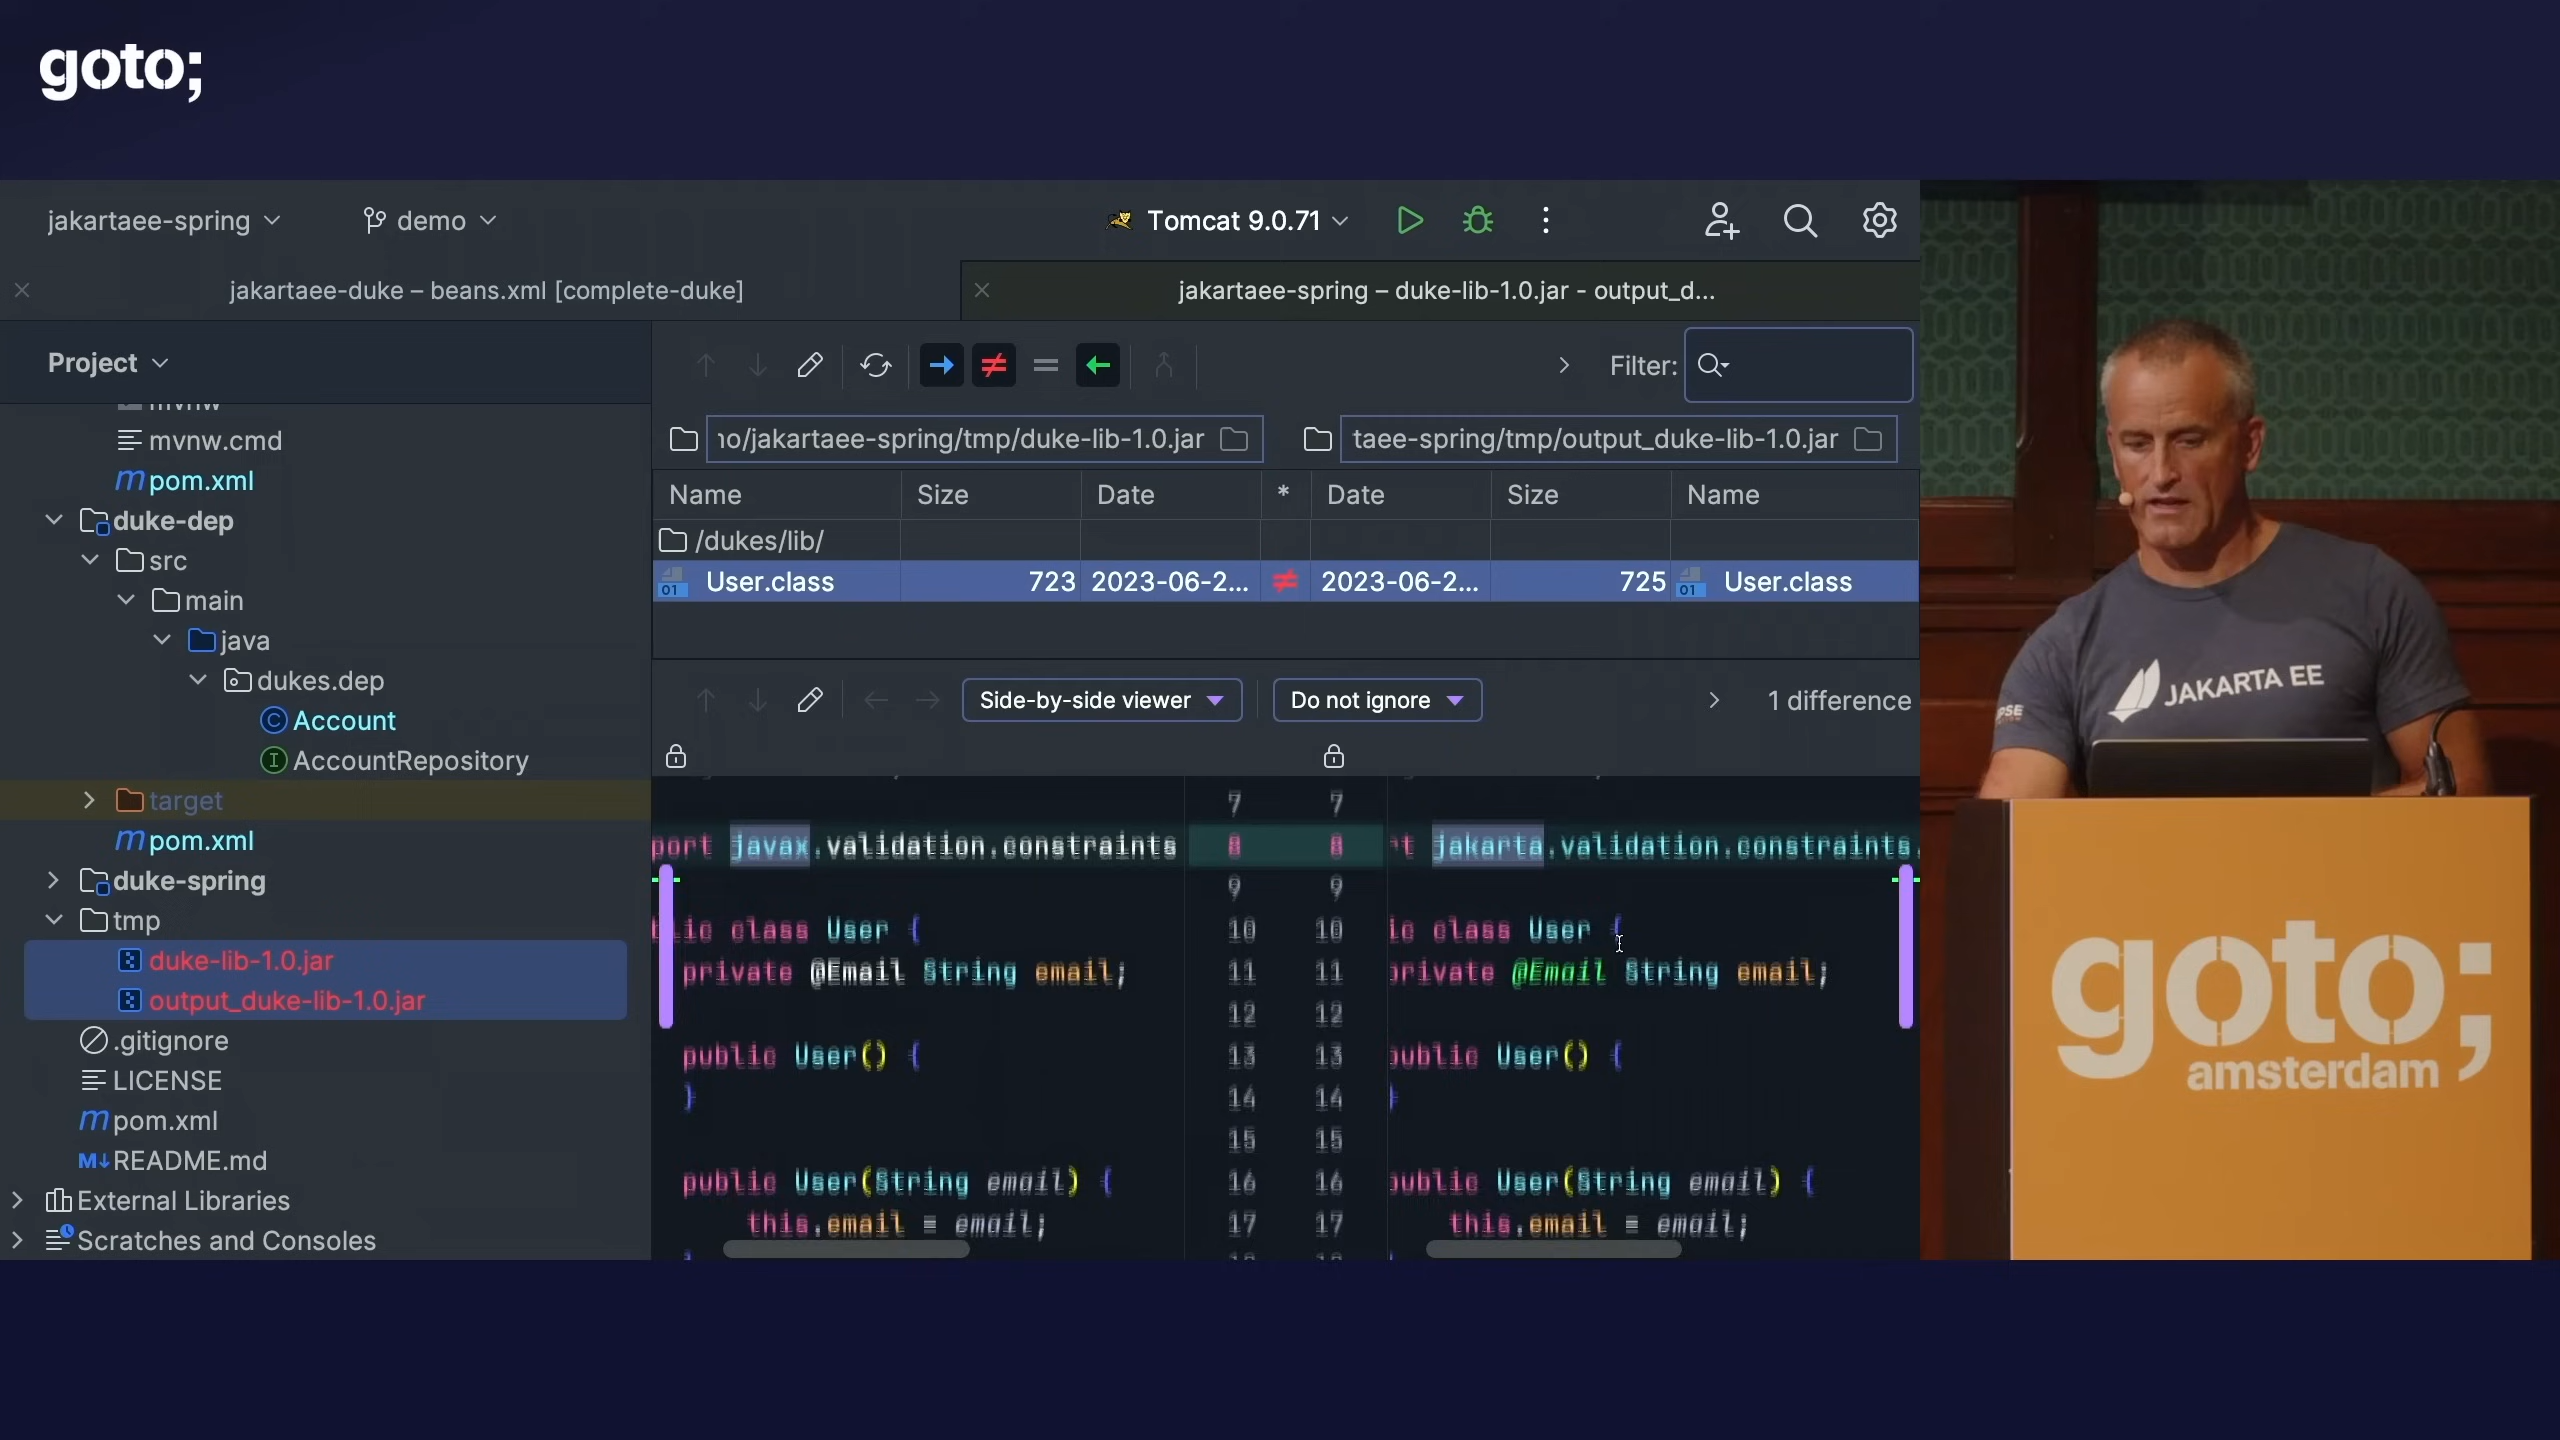 goto;
jakartaee-spring
demo
Tomcat 9.0.71
jakartaee-duke – beans.xml [complete-duke]
jakartaee-spring – duke-lib-1.0.jar - output_d...
Project
Filter:
mvnw
mvnw.cmd
pom.xml
duke-dep
src
main
java
dukes.dep
Account
AccountRepository
target
pom.xml
duke-spring
tmp
duke-lib-1.0.jar
output_duke-lib-1.0.jar
.gitignore
LICENSE
pom.xml
README.md
External Libraries
Scratches and Consoles
no/jakartaee-spring/tmp/duke-lib-1.0.jar
taee-spring/tmp/output_duke-lib-1.0.jar
Name Size Date * Date Size Name
/dukes/lib/
User.class 723 2023-06-2... ≠ 2023-06-2... 725 User.class
Side-by-side viewer
Do not ignore
1 difference
7 7
port javax.validation.constraints 8 8 rt jakarta.validation.constraints.
9 9
blic class User { 10 10 ic class User {
private @Email String email; 11 11 private @Email String email;
12 12
public User() { 13 13 public User() {
} 14 14 }
15 15
public User(String email) { 16 16 public User(String email) {
this.email = email; 17 17 this.email = email;
JAKARTA EE
goto;
amsterdam